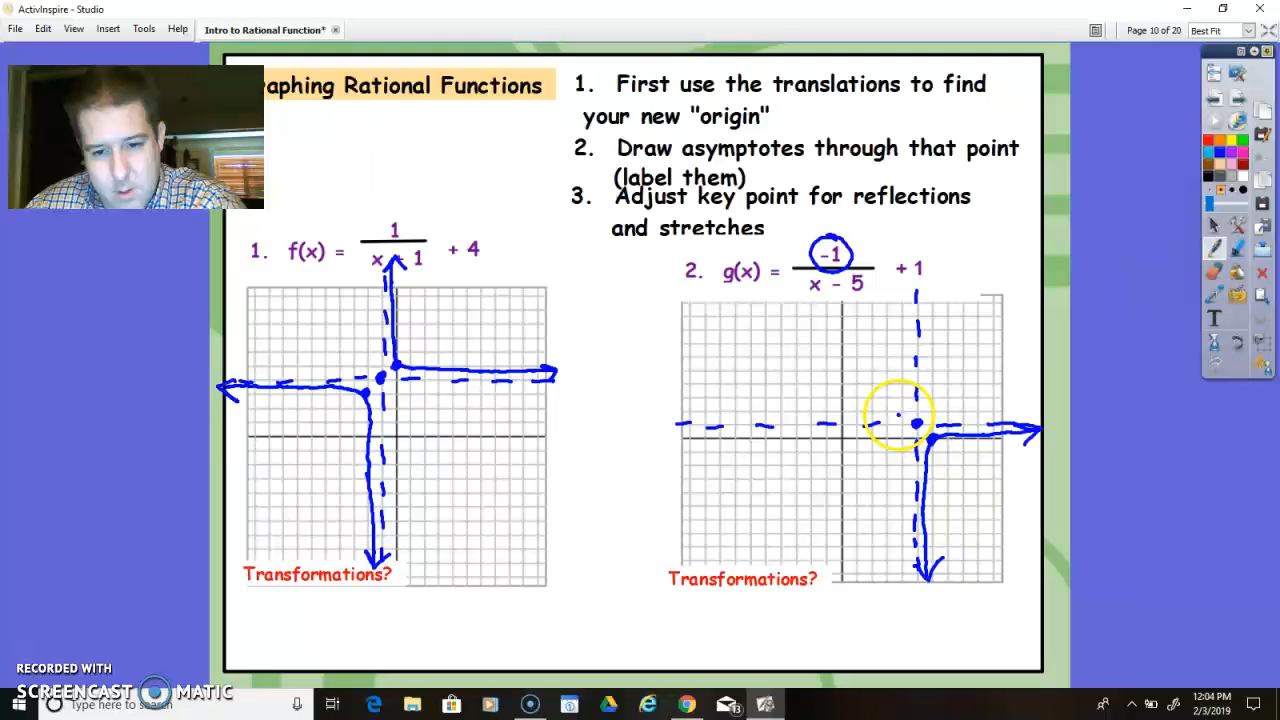 ActivInspire - Studio
File Edit View Insert Tools Help
Intro to Rational Function*
Page 10 of 20
Best Fit
aphing Rational Functions
1. First use the translations to find
your new "origin"
2. Draw asymptotes through that point
(label them)
3. Adjust key point for reflections
and stretches
1. f(x) = 1 / x + 1 + 4
2. g(x) = -1 / x - 5 + 1
Transformations?
Transformations?
RECORDED WITH
SCREENCAST MATIC
Type here to search
13
12:04 PM
2/3/2019